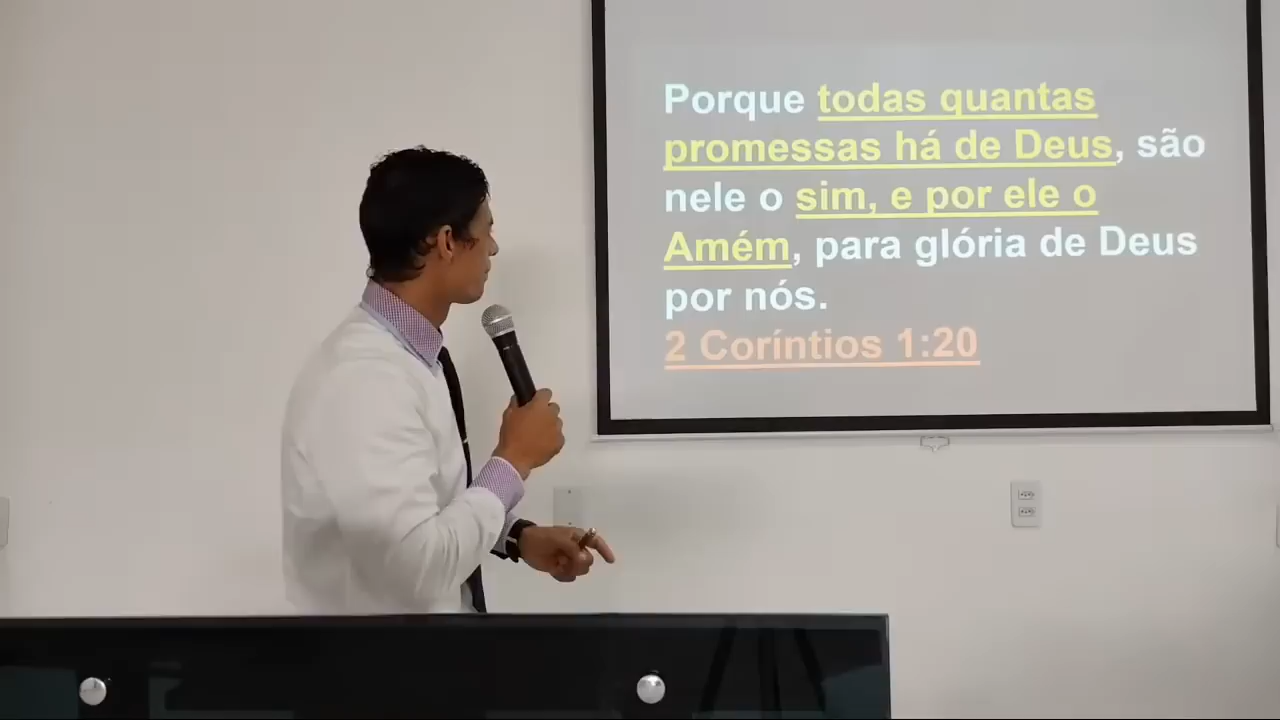 Porque todas quantas
promessas há de Deus, são
nele o sim, e por ele o
Amém, para glória de Deus
por nós.
2 Coríntios 1:20